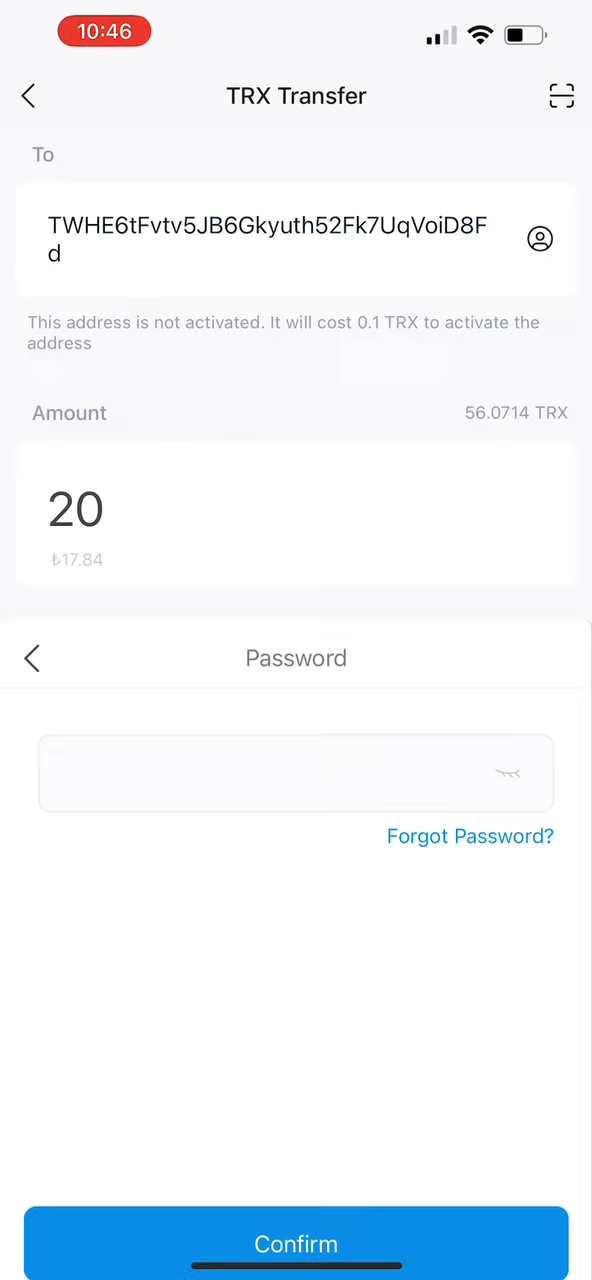 10:46
TRX Transfer
To
TWHE6tFvtv5JB6Gkyuth52Fk7UqVoiD8F
d
This address is not activated. It will cost 0.1 TRX to activate the
address
Amount
56.0714 TRX
20
₺17.84
Password
Forgot Password?
Confirm